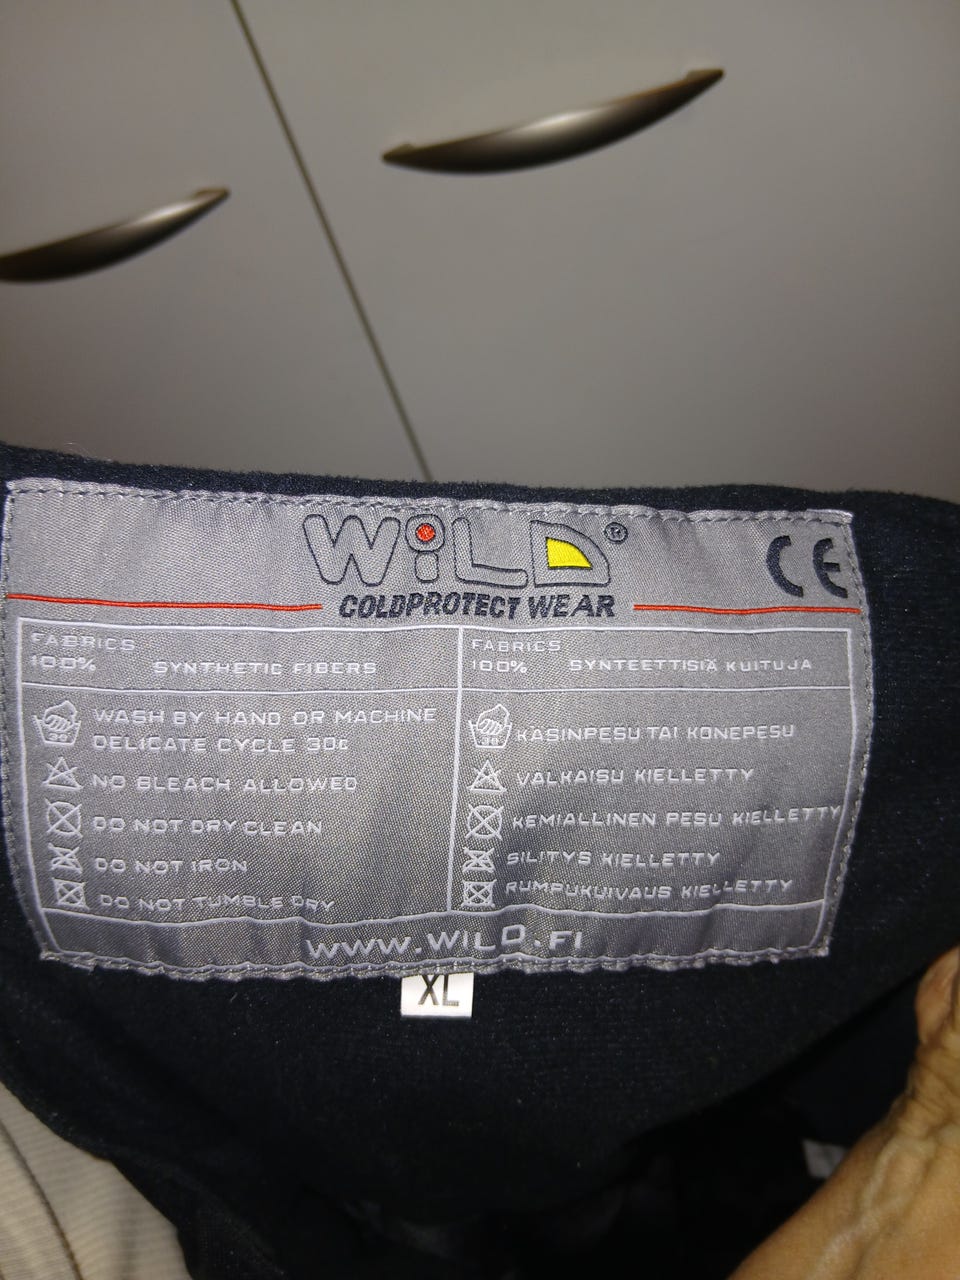 WiLD®
CE
COLDPROTECT WEAR
FABRICS
100% SYNTHETIC FIBERS
WASH BY HAND OR MACHINE
DELICATE CYCLE 30C
NO BLEACH ALLOWED
DO NOT DRY CLEAN
DO NOT IRON
DO NOT TUMBLE DRY
FABRICS
100% SYNTEETTISIÄ KUITUJA
30
KÄSINPESU TAI KONEPESU
VALKAISU KIELLETTY
KEMIALLINEN PESU KIELLETTY
SILITYS KIELLETTY
RUMPUKUIVAUS KIELLETTY
WWW.WILD.FI
XL